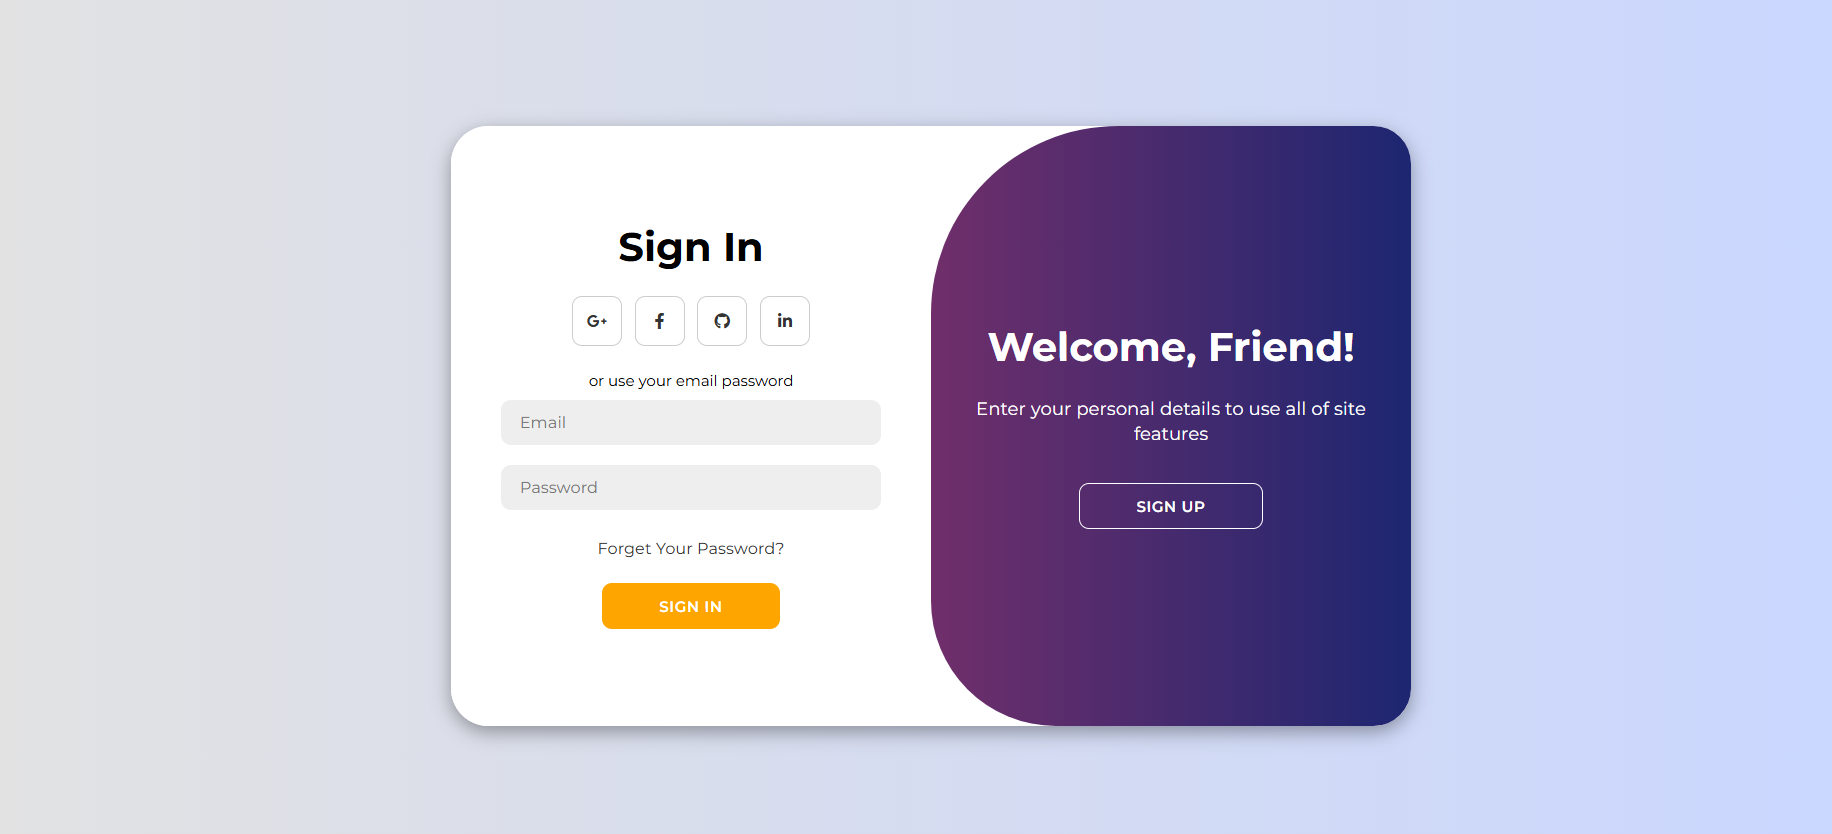 Sign In
G+
f
in
or use your email password
Email
Password
Forget Your Password?
SIGN IN
Welcome, Friend!
Enter your personal details to use all of site
features
SIGN UP